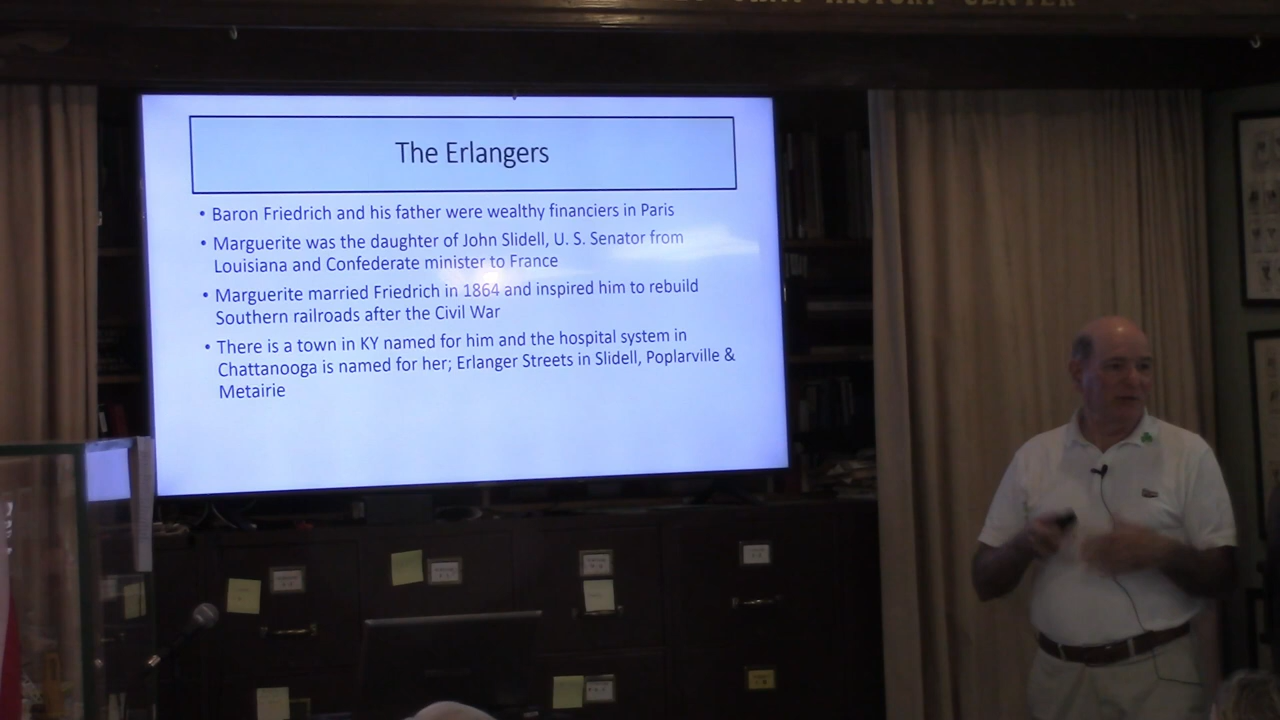 HISTORY CENTER
The Erlangers
• Baron Friedrich and his father were wealthy financiers in Paris
• Marguerite was the daughter of John Slidell, U. S. Senator from
Louisiana and Confederate minister to France
• Marguerite married Friedrich in 1864 and inspired him to rebuild
Southern railroads after the Civil War
• There is a town in KY named for him and the hospital system in
Chattanooga is named for her; Erlanger Streets in Slidell, Poplarville &
Metairie